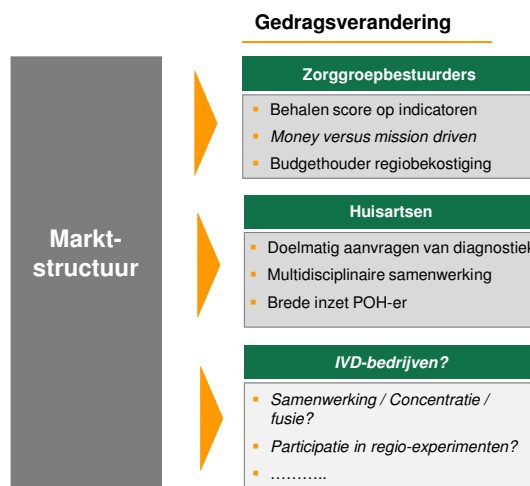 Gedragsverandering
Markt-
structuur
Zorggroepbestuurders
Behalen score op indicatoren
Money versus mission driven
Budgethouder regiobekostiging
Huisartsen
Doelmatig aanvragen van diagnostiek
Multidisciplinaire samenwerking
Brede inzet POH-er
IVD-bedrijven?
Samenwerking / Concentratie /
fusie?
Participatie in regio-experimenten?
………..